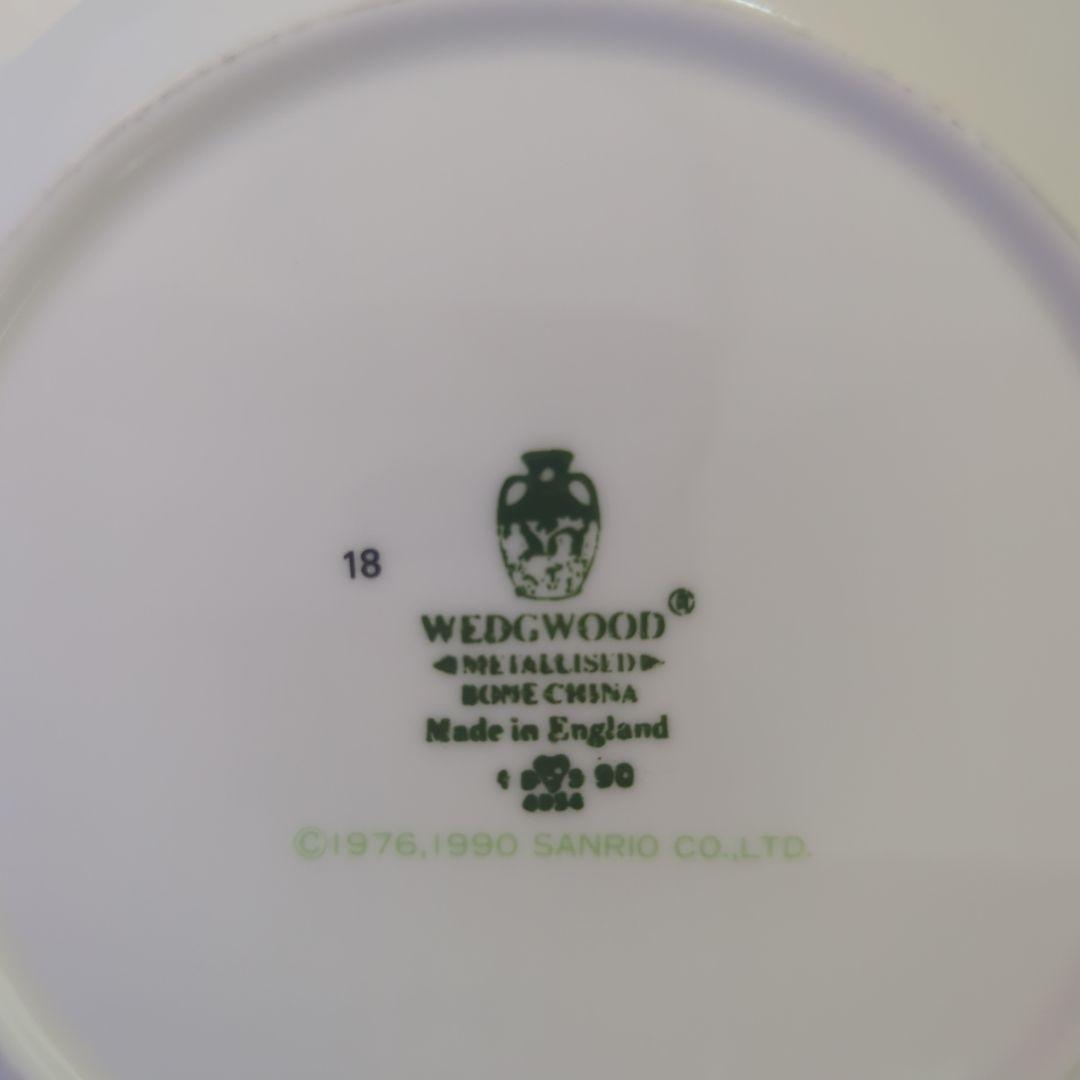 18
WEDGWOOD®
METALLISED
BONE CHINA
Made in England
90
©1976,1990 SANRIO CO.,LTD.